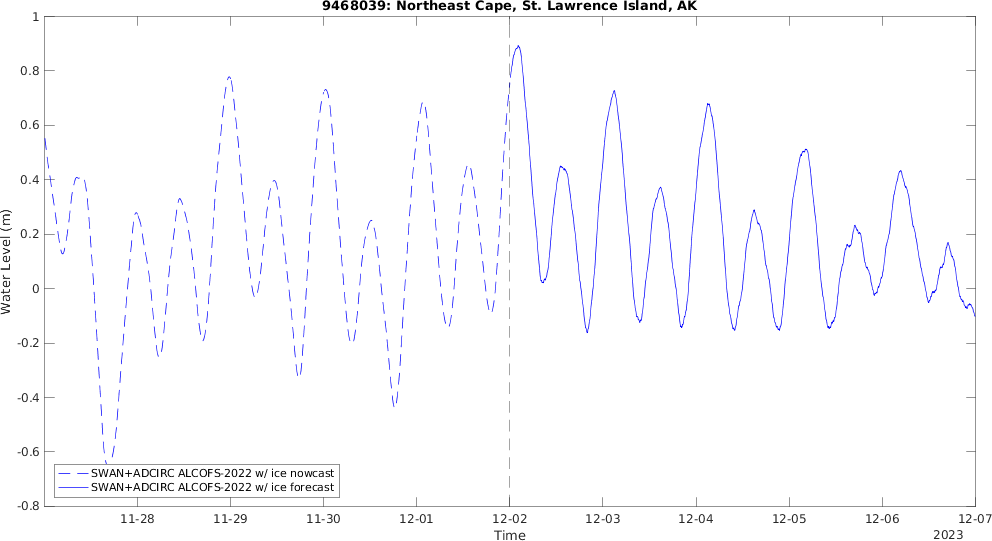 9468039: Northeast Cape, St. Lawrence Island, AK
1
0.8
0.6
0.4
0.2
0
-0.2
-0.4
-0.6
-0.8
Water Level (m)
SWAN+ADCIRC ALCOFS-2022 w/ ice nowcast
SWAN+ADCIRC ALCOFS-2022 w/ ice forecast
11-28 11-29 11-30 12-01 12-02 12-03 12-04 12-05 12-06 12-07
Time
2023